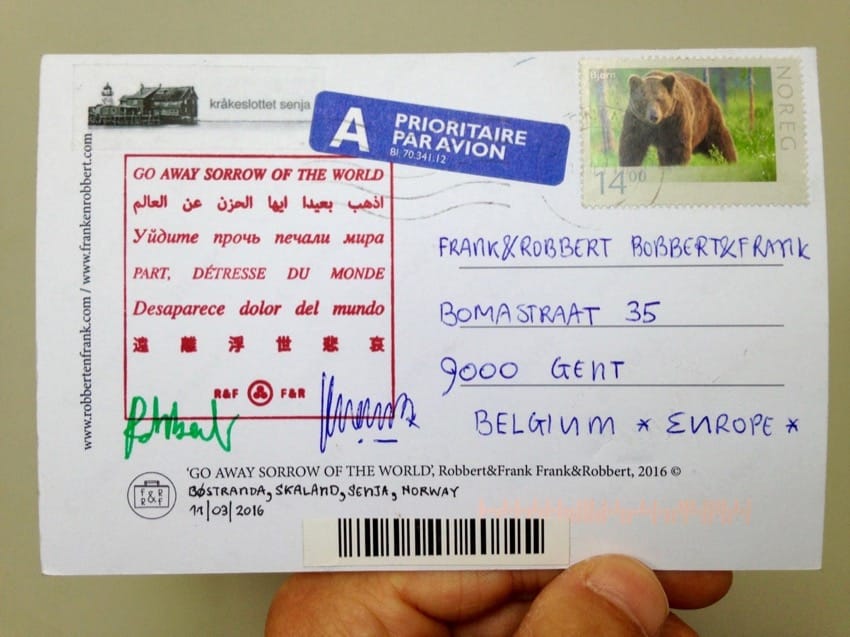 kråkeslottet senja
A PRIORITAIRE
PAR AVION
Bl. 70.341.12
Bjørn
NOREG
14 00
GO AWAY SORROW OF THE WORLD
اذهب بعيدا ايها الحزن عن العالم
Уйдите прочь печали мира
PART, DÉTRESSE DU MONDE
Desaparece dolor del mundo
遠離浮世悲哀
R&F F&R
www.robbertenfrank.com / www.frankenrobbert.com
FRANK&ROBBERT BOBBERT&FRANK
BOMASTRAAT 35
9000 GENT
BELGIUM * EUROPE *
Robbert
'GO AWAY SORROW OF THE WORLD', Robbert&Frank Frank&Robbert, 2016 ©
F&R
R&F
BØSTRANDA, SKALAND, SENJA, NORWAY
11/03/2016